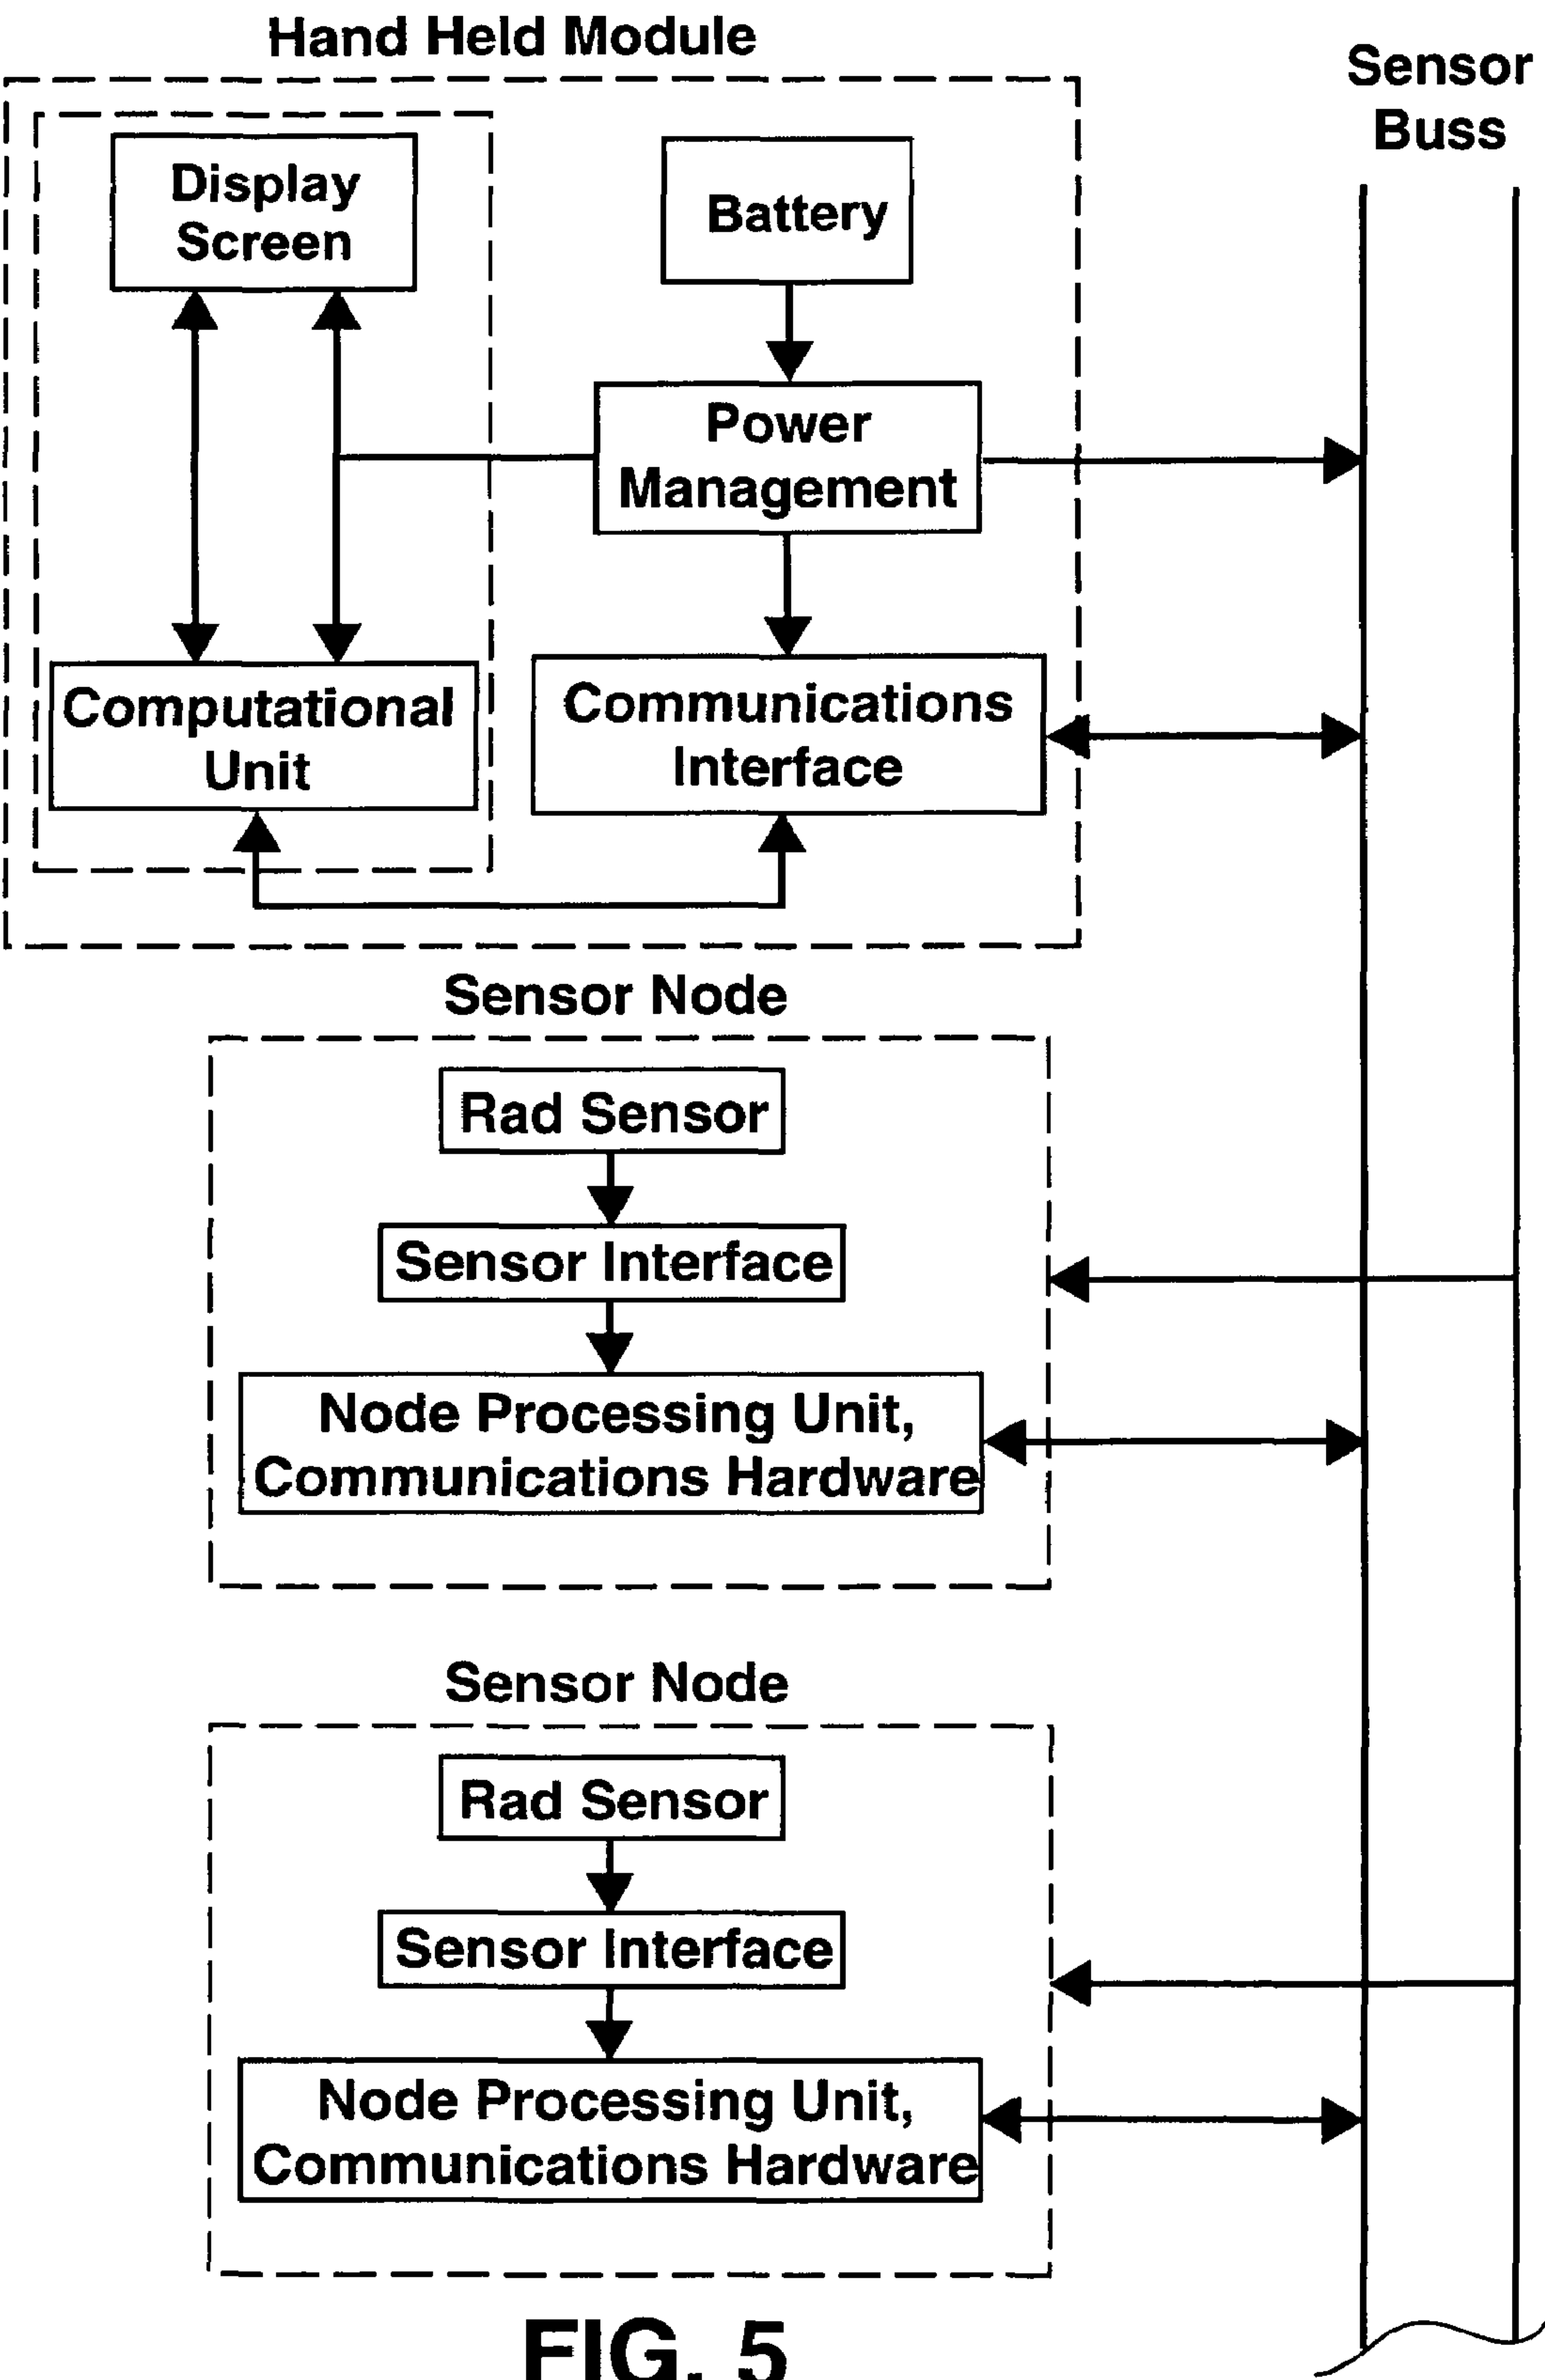 Hand Held Module
Sensor
Buss
Display
Screen
Battery
Power
Management
Computational
Unit
Communications
Interface
Sensor Node
Rad Sensor
Sensor Interface
Node Processing Unit,
Communications Hardware
Sensor Node
Rad Sensor
Sensor Interface
Node Processing Unit,
Communications Hardware
FIG. 5